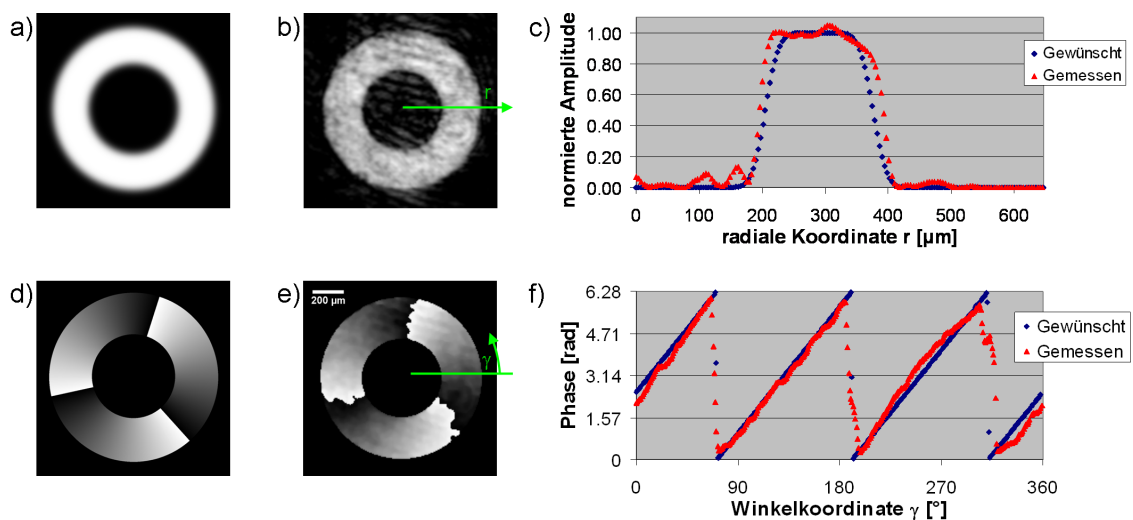 a)
b)
r
c)
normierte Amplitude
1.00
0.80
0.60
0.40
0.20
0.00
0 100 200 300 400 500 600
radiale Koordinate r [µm]
Gewünscht
Gemessen
d)
e)
200 µm
γ
f)
Phase [rad]
6.28
4.71
3.14
1.57
0
0 90 180 270 360
Winkelkoordinate γ [°]
Gewünscht
Gemessen